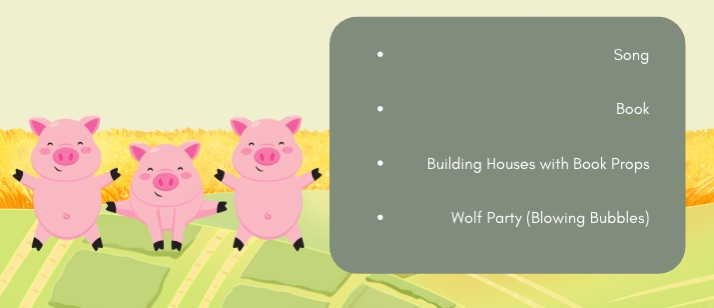 • Song
• Book
• Building Houses with Book Props
• Wolf Party (Blowing Bubbles)